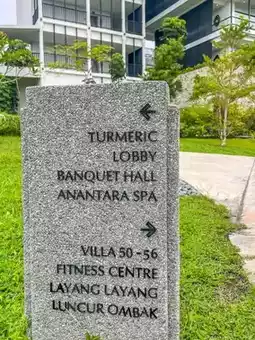 ←
TURMERIC
LOBBY
BANQUET HALL
ANANTARA SPA
→
VILLA 50 - 56
FITNESS CENTRE
LAYANG LAYANG
LUNCUR OMBAK